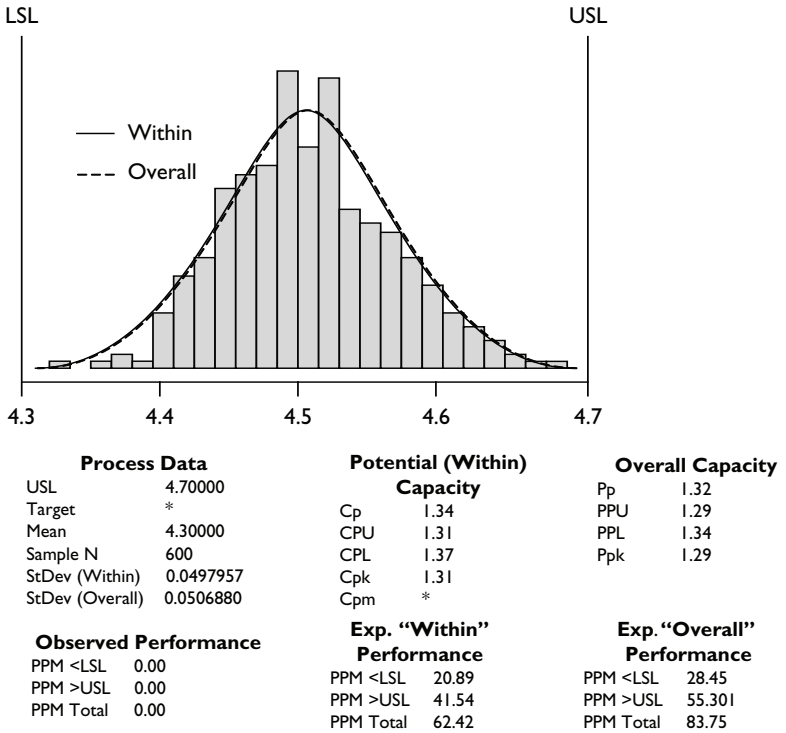 LSL
USL
Within
Overall
4.3
4.4
4.5
4.6
4.7
Process Data
USL 4.70000
Target *
Mean 4.30000
Sample N 600
StDev (Within) 0.0497957
StDev (Overall) 0.0506880
Potential (Within)
Capacity
Cp 1.34
CPU 1.31
CPL 1.37
Cpk 1.31
Cpm *
Overall Capacity
Pp 1.32
PPU 1.29
PPL 1.34
Ppk 1.29
Observed Performance
PPM <LSL 0.00
PPM >USL 0.00
PPM Total 0.00
Exp. “Within”
Performance
PPM <LSL 20.89
PPM >USL 41.54
PPM Total 62.42
Exp. “Overall”
Performance
PPM <LSL 28.45
PPM >USL 55.301
PPM Total 83.75